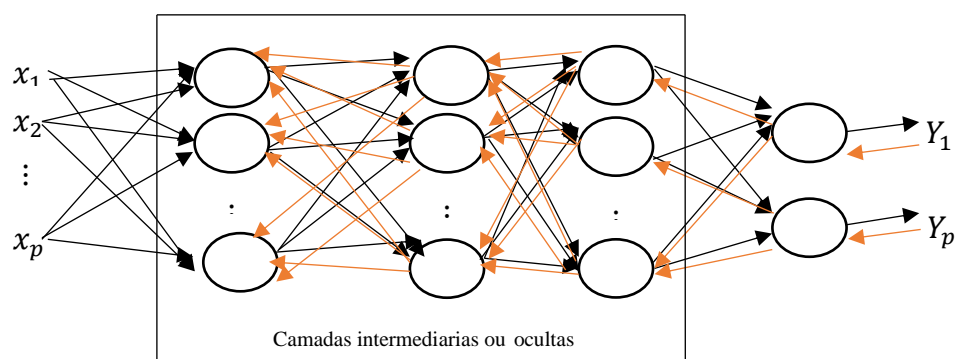 x₁
x₂
⋮
xₚ
Y₁
Yₚ
:
:
:
Camadas intermediarias ou ocultas